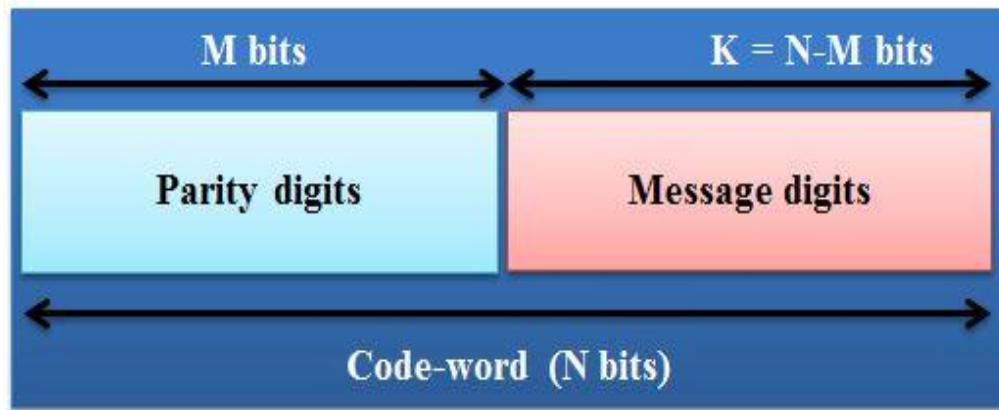 M bits
K = N-M bits
Parity digits
Message digits
Code-word (N bits)